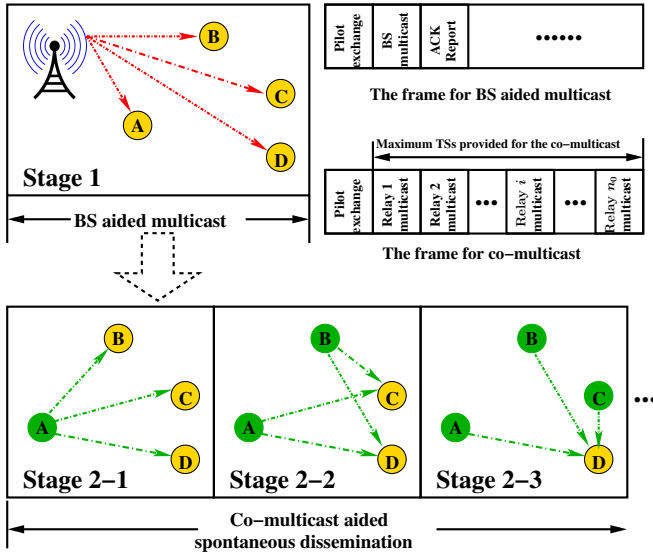 B
C
A
D
Stage 1
BS aided multicast
Pilot
exchange
BS
multicast
ACK
Report
••••••
The frame for BS aided multicast
Maximum TSs provided for the co−multicast
Pilot
exchange
Relay 1
multicast
Relay 2
multicast
•••
Relay i
multicast
•••
Relay n₀
multicast
The frame for co−multicast
B
C
A
D
Stage 2−1
B
C
A
D
Stage 2−2
B
C
A
D
Stage 2−3
•••
Co−multicast aided
spontaneous dissemination